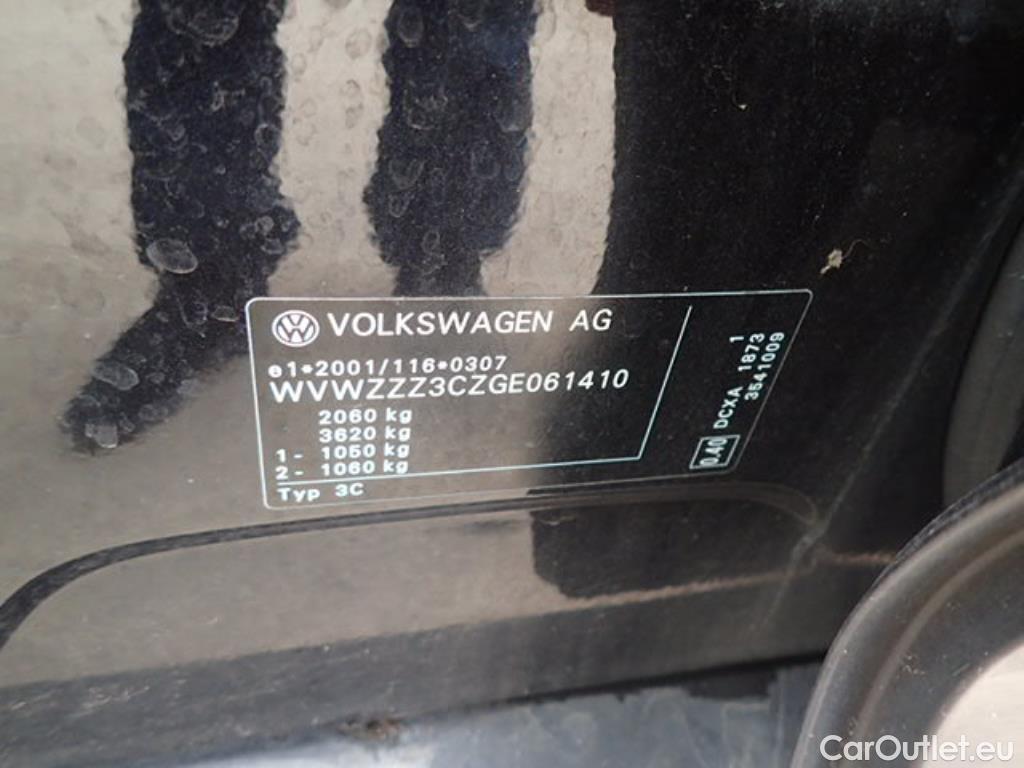 VOLKSWAGEN AG
e1*2001/116*0307
WVWZZZ3CZGE061410
2060 kg
3620 kg
1 - 1050 kg
2 - 1060 kg
Typ 3C
1
DCXA 1873
3541009
0.40
CarOutlet.eu